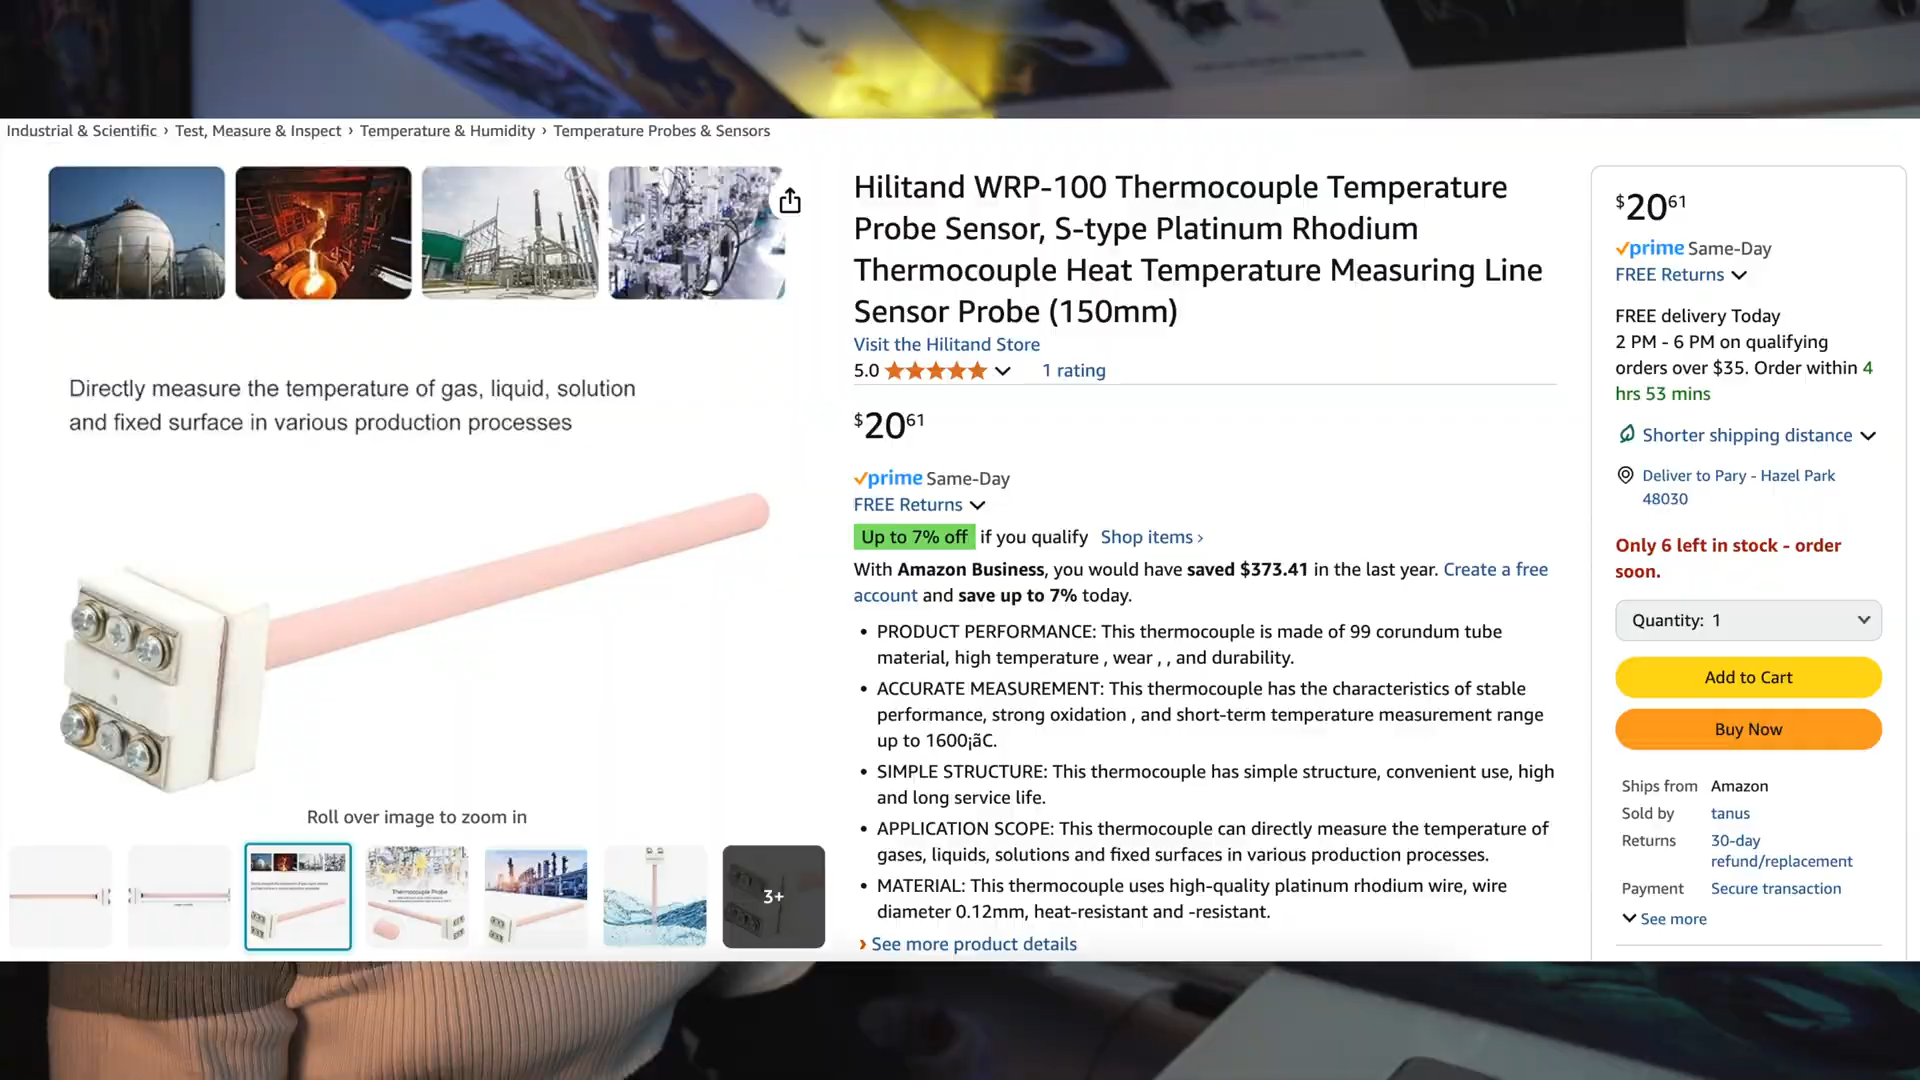 Industrial & Scientific › Test, Measure & Inspect › Temperature & Humidity › Temperature Probes & Sensors
Directly measure the temperature of gas, liquid, solution
and fixed surface in various production processes
Roll over image to zoom in
Thermocouple Probe
3+
Hilitand WRP-100 Thermocouple Temperature
Probe Sensor, S-type Platinum Rhodium
Thermocouple Heat Temperature Measuring Line
Sensor Probe (150mm)
Visit the Hilitand Store
5.0 1 rating
$20 61
prime Same-Day
FREE Returns
Up to 7% off if you qualify Shop items ›
With Amazon Business, you would have saved $373.41 in the last year. Create a free
account and save up to 7% today.
• PRODUCT PERFORMANCE: This thermocouple is made of 99 corundum tube
material, high temperature , wear , , and durability.
• ACCURATE MEASUREMENT: This thermocouple has the characteristics of stable
performance, strong oxidation , and short-term temperature measurement range
up to 1600¡ãC.
• SIMPLE STRUCTURE: This thermocouple has simple structure, convenient use, high
and long service life.
• APPLICATION SCOPE: This thermocouple can directly measure the temperature of
gases, liquids, solutions and fixed surfaces in various production processes.
• MATERIAL: This thermocouple uses high-quality platinum rhodium wire, wire
diameter 0.12mm, heat-resistant and -resistant.
› See more product details
$20 61
prime Same-Day
FREE Returns
FREE delivery Today
2 PM - 6 PM on qualifying
orders over $35. Order within 4
hrs 53 mins
Shorter shipping distance
Deliver to Pary - Hazel Park
48030
Only 6 left in stock - order
soon.
Quantity: 1
Add to Cart
Buy Now
Ships from Amazon
Sold by tanus
Returns 30-day
refund/replacement
Payment Secure transaction
See more